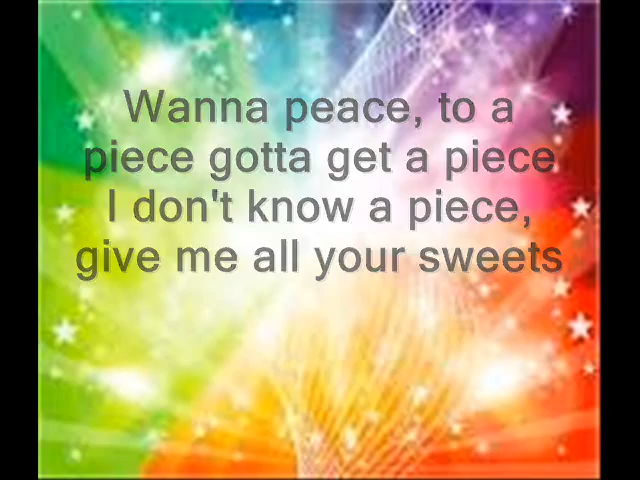 Wanna peace, to a
piece gotta get a piece
I don't know a piece,
give me all your sweets